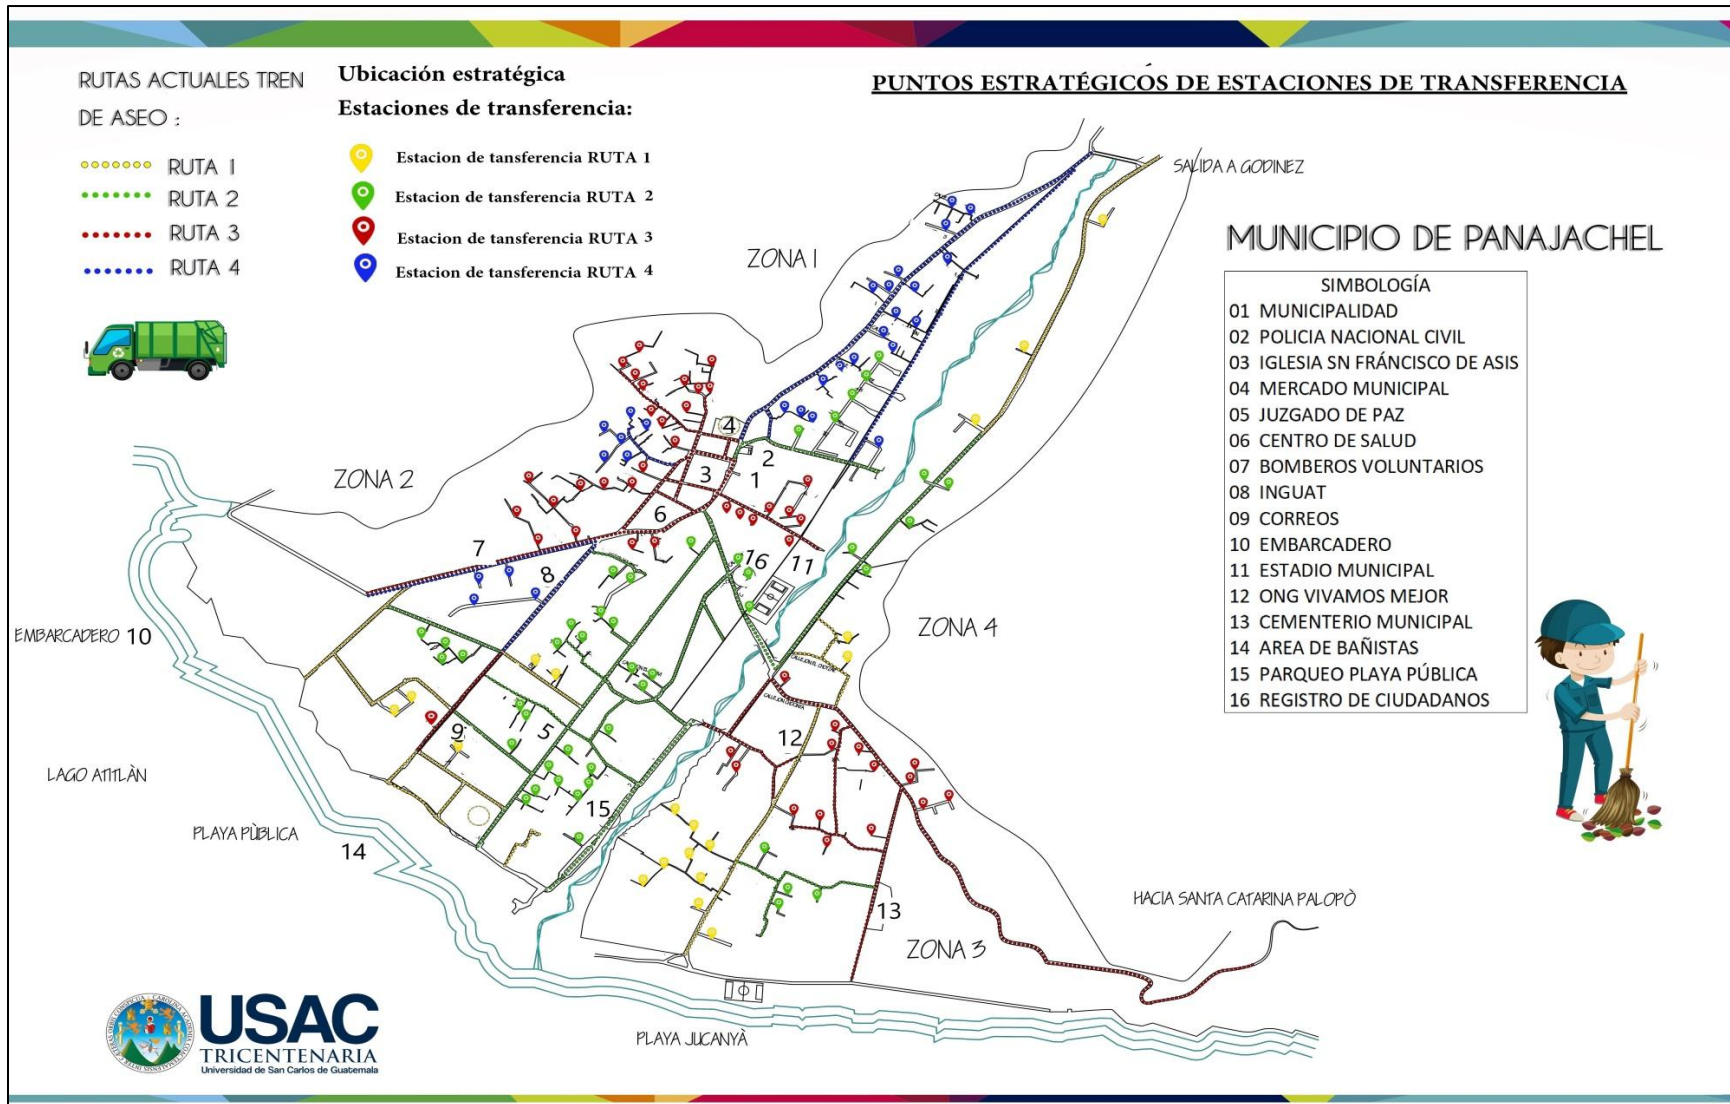 RUTAS ACTUALES TREN
DE ASEO :
RUTA 1
RUTA 2
RUTA 3
RUTA 4
Ubicación estratégica
Estaciones de transferencia:
Estacion de tansferencia RUTA 1
Estacion de tansferencia RUTA 2
Estacion de tansferencia RUTA 3
Estacion de tansferencia RUTA 4
PUNTOS ESTRATÉGICOS DE ESTACIONES DE TRANSFERENCIA
SALIDA A GODINEZ
MUNICIPIO DE PANAJACHEL
SIMBOLOGÍA
01 MUNICIPALIDAD
02 POLICIA NACIONAL CIVIL
03 IGLESIA SN FRÁNCISCO DE ASIS
04 MERCADO MUNICIPAL
05 JUZGADO DE PAZ
06 CENTRO DE SALUD
07 BOMBEROS VOLUNTARIOS
08 INGUAT
09 CORREOS
10 EMBARCADERO
11 ESTADIO MUNICIPAL
12 ONG VIVAMOS MEJOR
13 CEMENTERIO MUNICIPAL
14 AREA DE BAÑISTAS
15 PARQUEO PLAYA PÚBLICA
16 REGISTRO DE CIUDADANOS
ZONA 1
4
2
ZONA 2
3
1
6
7
8
16
11
EMBARCADERO 10
ZONA 4
9
5
12
LAGO ATITLÀN
15
PLAYA PÙBLICA
14
13
HACIA SANTA CATARINA PALOPÒ
ZONA 3
PLAYA JUCANYÀ
USAC
TRICENTENARIA
Universidad de San Carlos de Guatemala